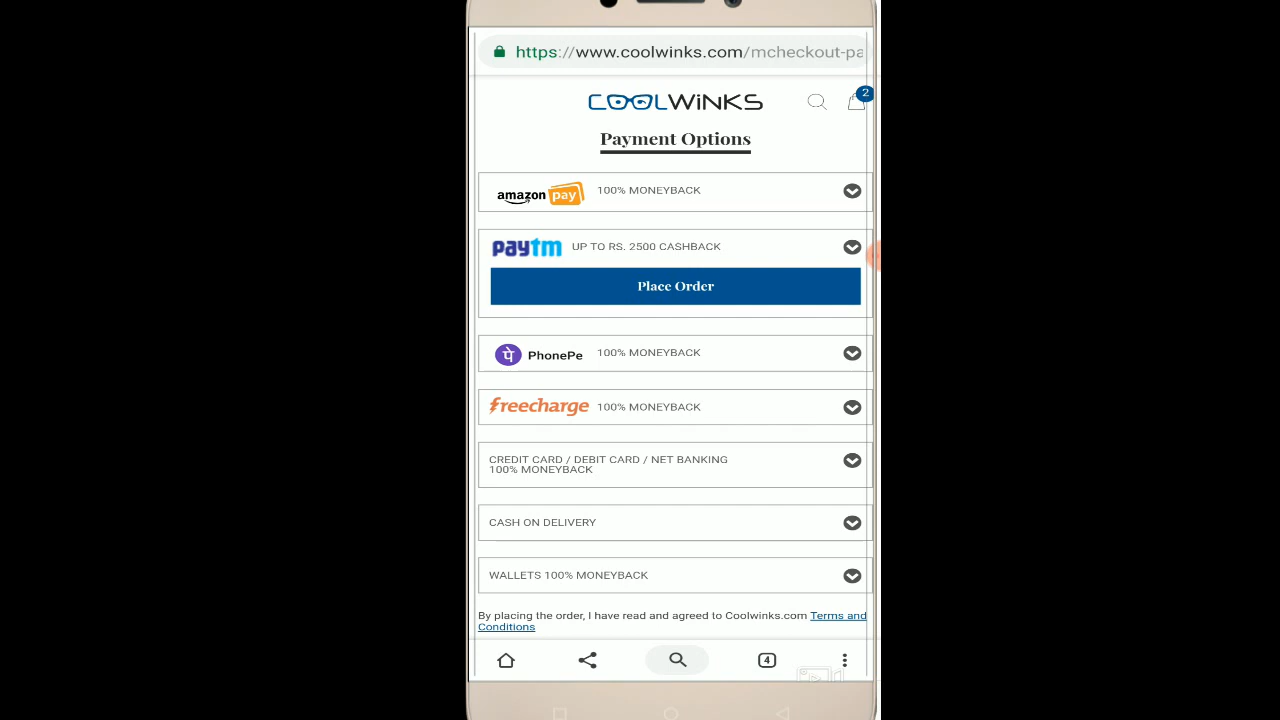 https://www.coolwinks.com/mcheckout-pa
COOLWINKS
2
Payment Options
amazon pay 100% MONEYBACK
paytm UP TO RS. 2500 CASHBACK
Place Order
पे PhonePe 100% MONEYBACK
freecharge 100% MONEYBACK
CREDIT CARD / DEBIT CARD / NET BANKING
100% MONEYBACK
CASH ON DELIVERY
WALLETS 100% MONEYBACK
By placing the order, I have read and agreed to Coolwinks.com Terms and
Conditions
4